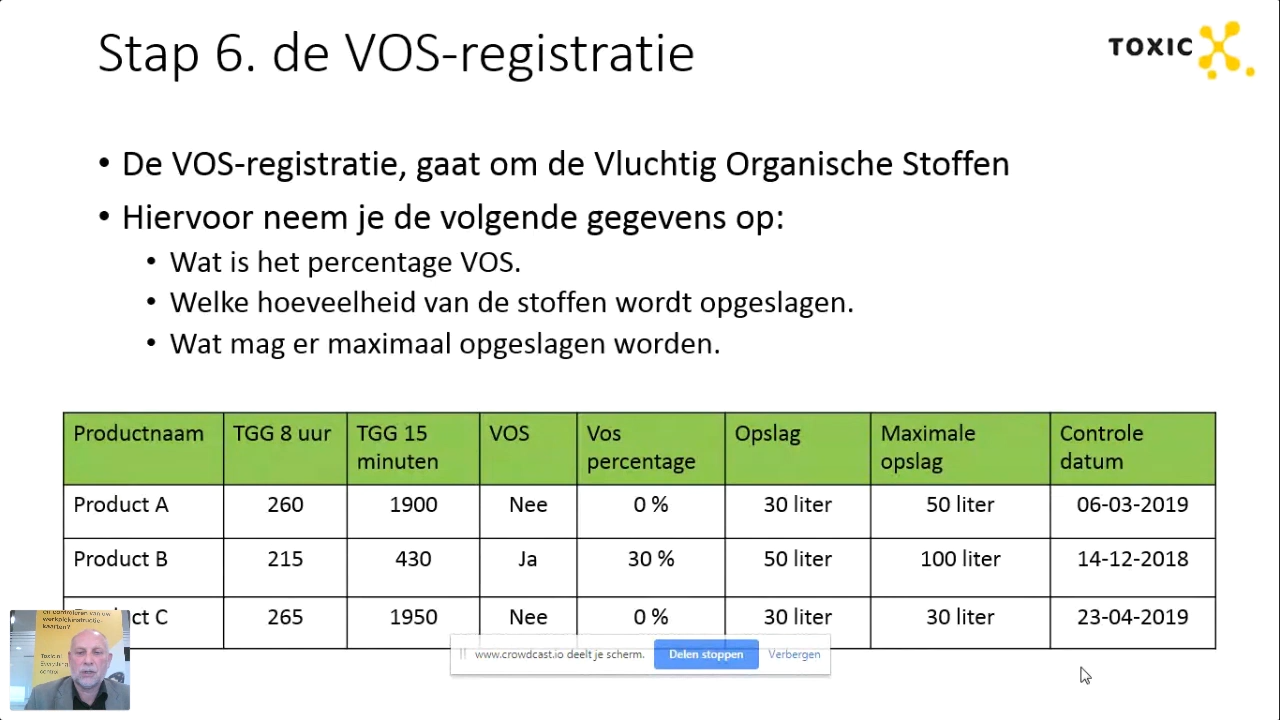 Stap 6. de VOS-registratie
TOXIC
• De VOS-registratie, gaat om de Vluchtig Organische Stoffen
• Hiervoor neem je de volgende gegevens op:
• Wat is het percentage VOS.
• Welke hoeveelheid van de stoffen wordt opgeslagen.
• Wat mag er maximaal opgeslagen worden.
Productnaam TGG 8 uur TGG 15 minuten VOS Vos percentage Opslag Maximale opslag Controle datum
Product A 260 1900 Nee 0 % 30 liter 50 liter 06-03-2019
Product B 215 430 Ja 30 % 50 liter 100 liter 14-12-2018
ct C 265 1950 Nee 0 % 30 liter 30 liter 23-04-2019
www.crowdcast.io deelt je scherm. Delen stoppen Verbergen
controleren van uw
werkplekinstructie-
kaarten?